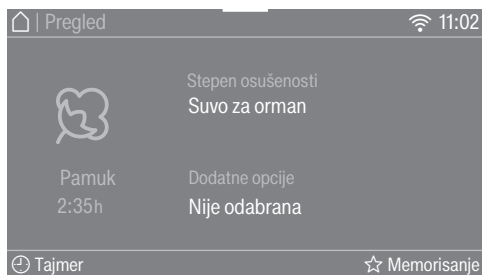 | Pregled
11:02
Stepen osušenosti
Suvo za orman
Pamuk
2:35h
Dodatne opcije
Nije odabrana
Tajmer
Memorisanje